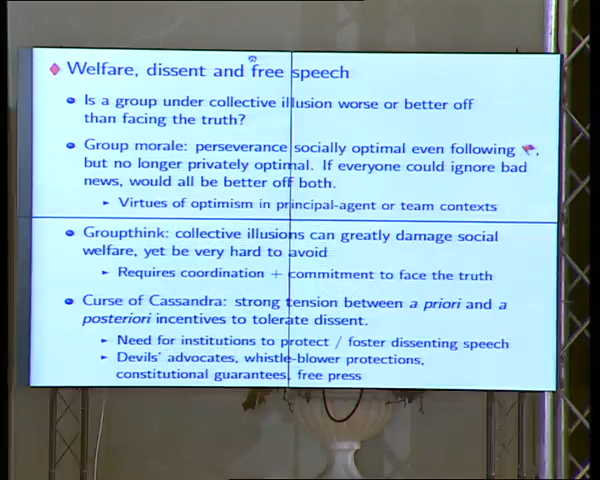 Welfare, dissent and free speech
Is a group under collective illusion worse or better off
than facing the truth?
Group morale: perseverance socially optimal even following ,
but no longer privately optimal. If everyone could ignore bad
news, would all be better off both.
Virtues of optimism in principal-agent or team contexts
Groupthink: collective illusions can greatly damage social
welfare, yet be very hard to avoid
Requires coordination + commitment to face the truth
Curse of Cassandra: strong tension between a priori and a
posteriori incentives to tolerate dissent.
Need for institutions to protect / foster dissenting speech
Devils' advocates, whistle-blower protections,
constitutional guarantees, free press